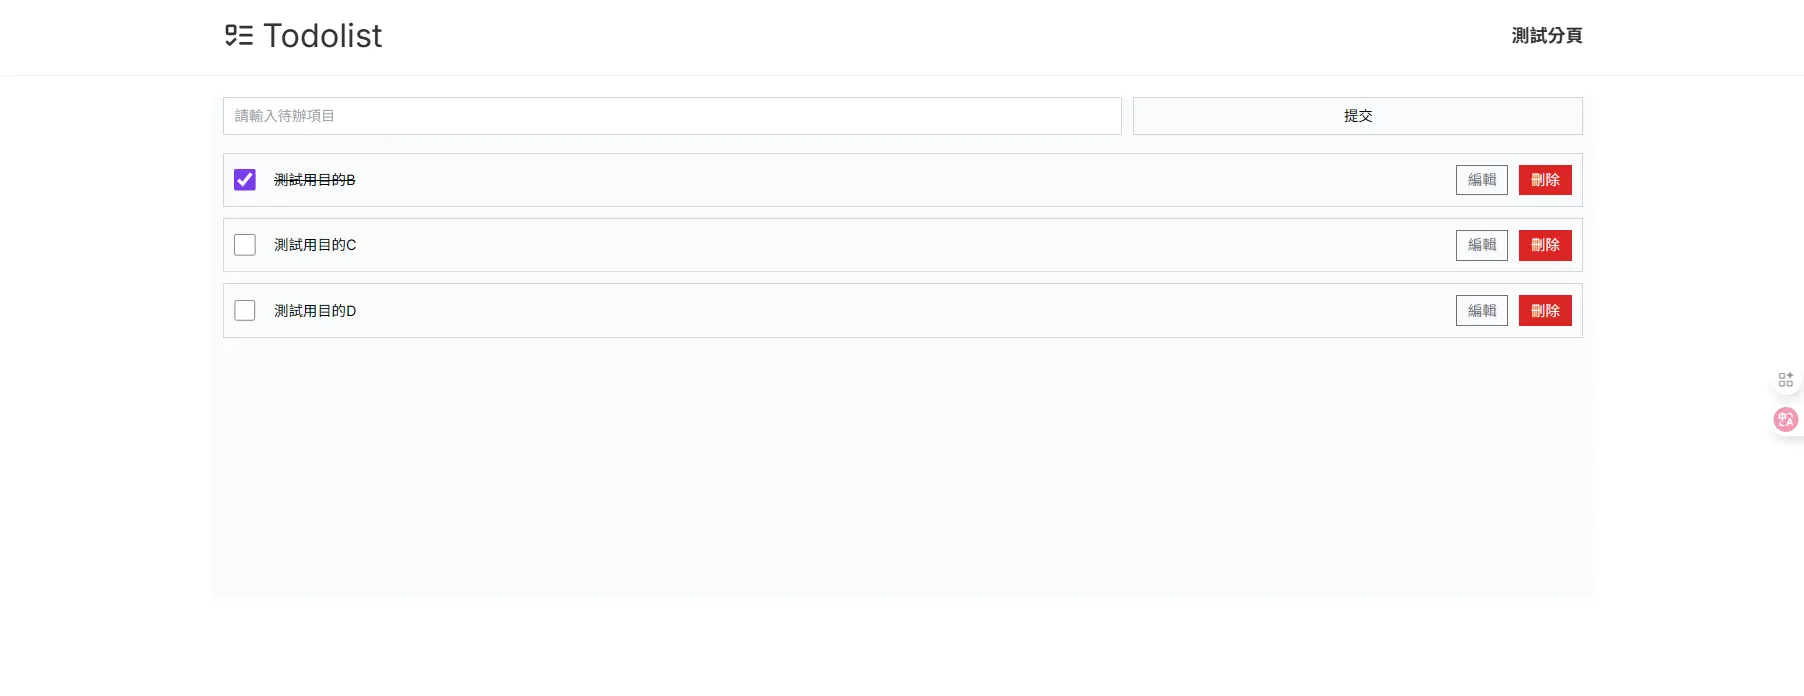 Todolist
測試分頁
請輸入待辦項目
提交
測試用目的B
編輯
刪除
測試用目的C
編輯
刪除
測試用目的D
編輯
刪除